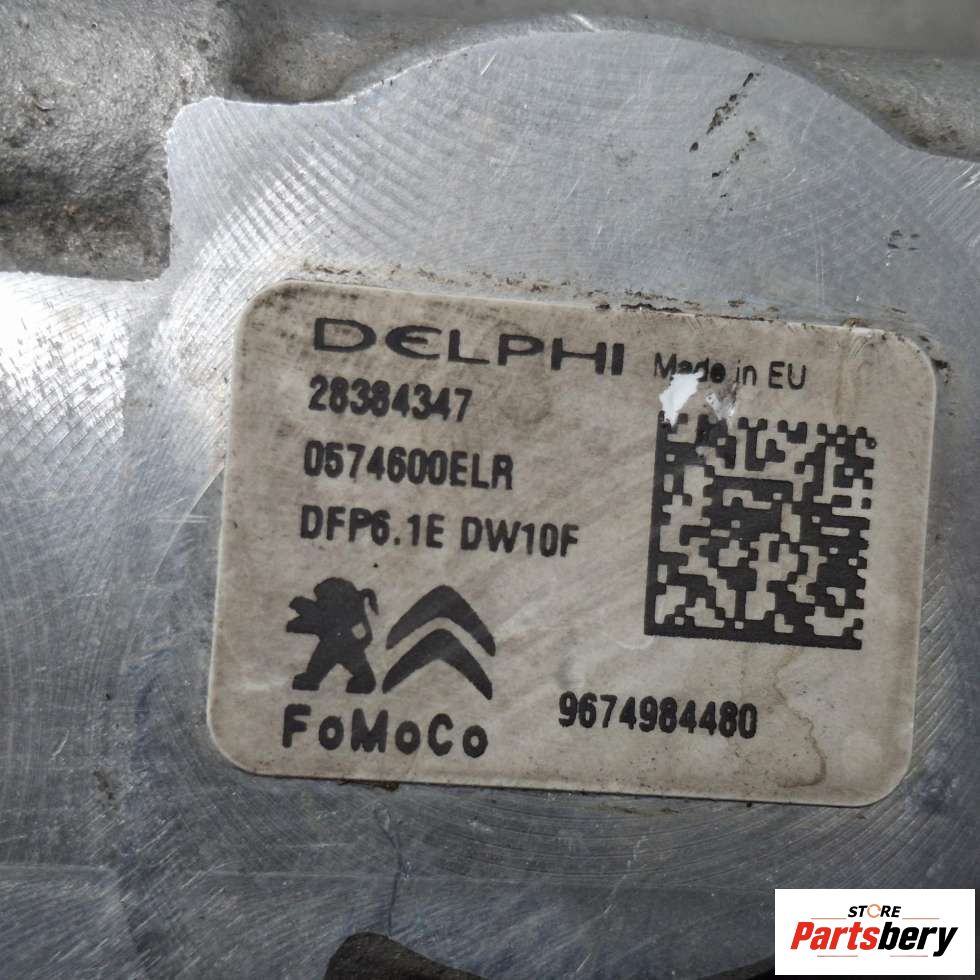 DELPHI Made in EU
28384347
0574600ELR
DFP6.1E DW10F
FoMoCo
9674984480
STORE
Partsbery